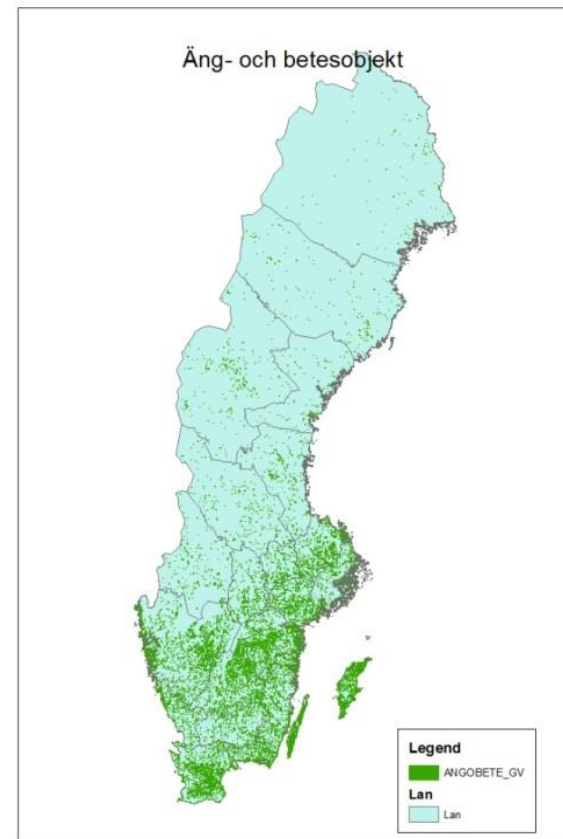 Äng- och betesobjekt
Legend
ANGOBETE_GV
Lan
Lan